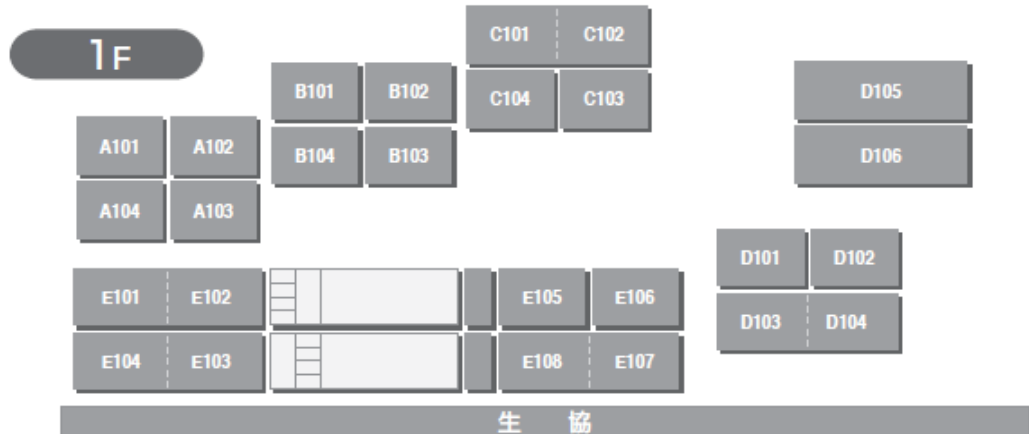 1F
C101 C102
B101 B102 C104 C103 D105
A101 A102 B104 B103 D106
A104 A103
D101 D102
E101 E102 E105 E106
D103 D104
E104 E103 E108 E107
生 協